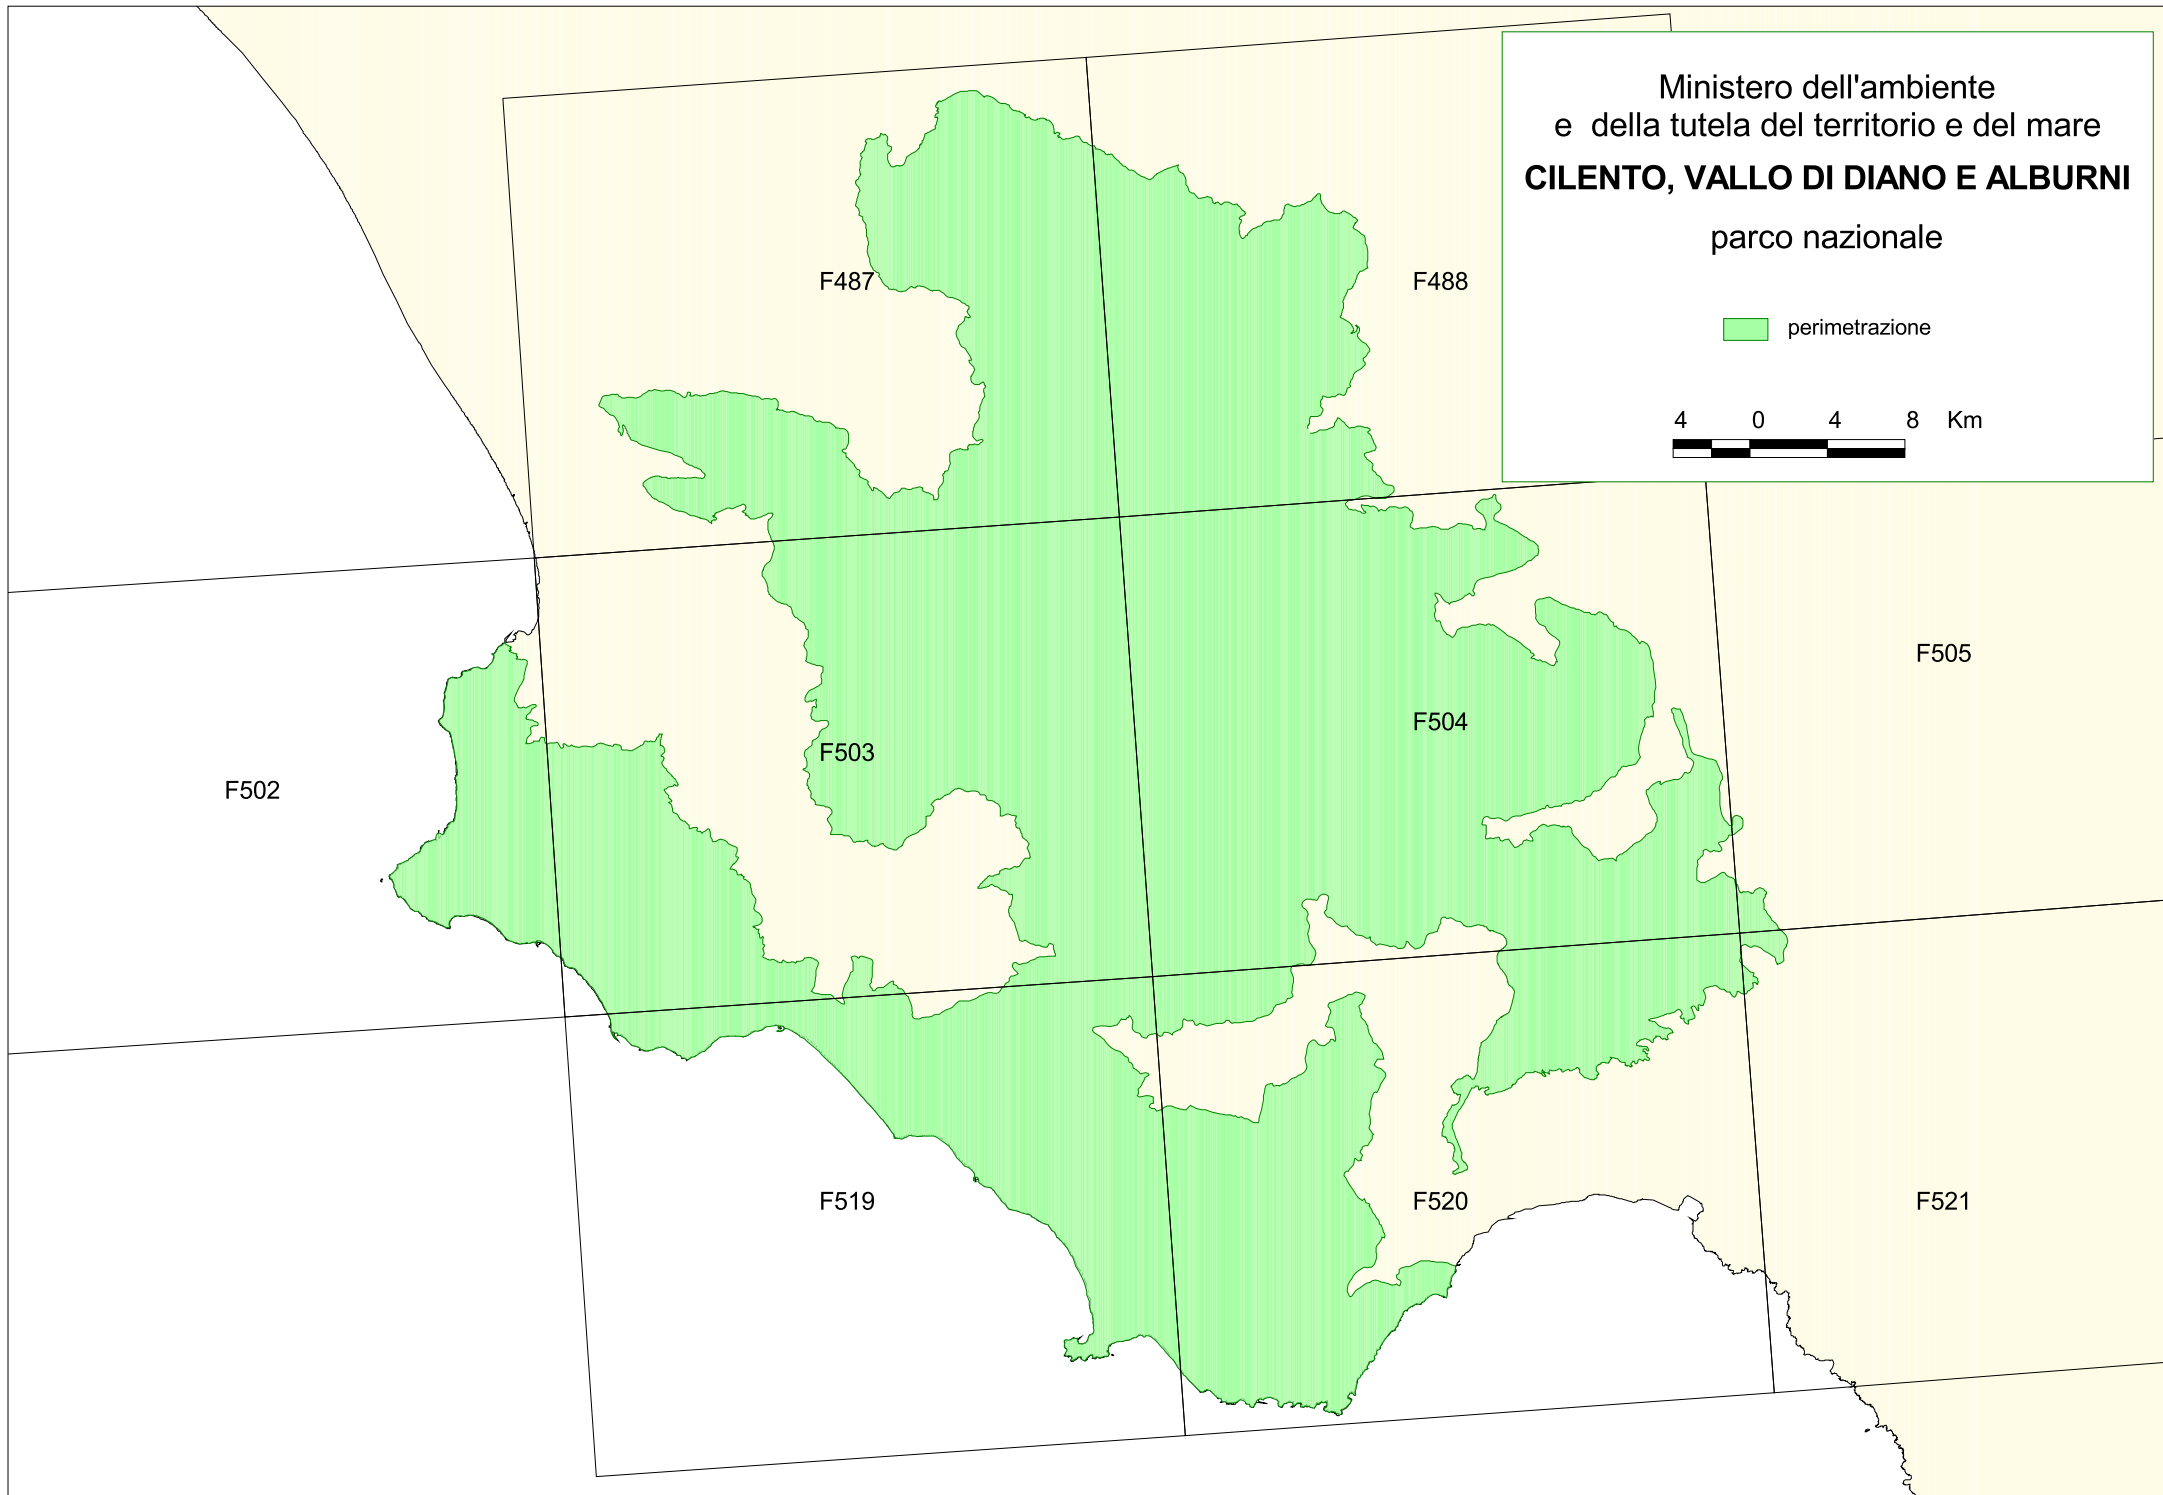 Ministero dell'ambiente
e della tutela del territorio e del mare
CILENTO, VALLO DI DIANO E ALBURNI
parco nazionale
perimetrazione
4 0 4 8 Km
F487
F488
F505
F504
F503
F502
F519
F520
F521